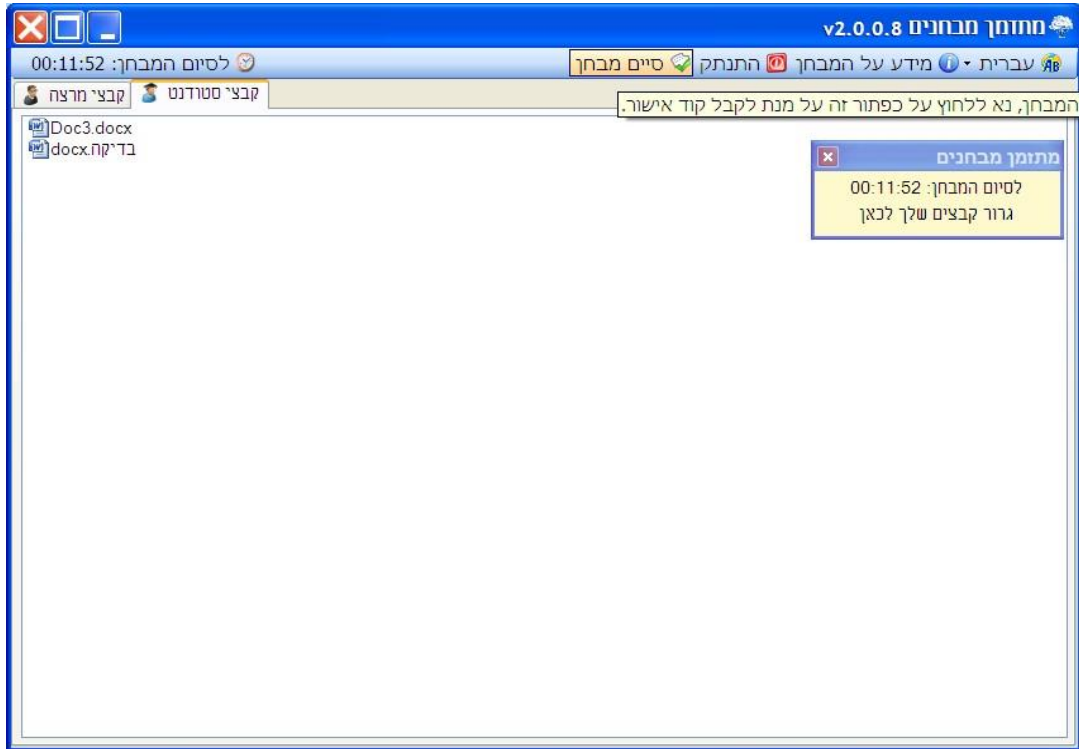 מתזמן מבחנים v2.0.0.8
עברית מידע על המבחן התנתק סיים מבחן לסיום המבחן: 00:11:52
המבחן, נא ללחוץ על כפתור זה על מנת לקבל קוד אישור.
קבצי סטודנט קבצי מרצה
Doc3.docx
בדיקה.docx
מתזמן מבחנים
לסיום המבחן: 00:11:52
גרור קבצים שלך לכאן